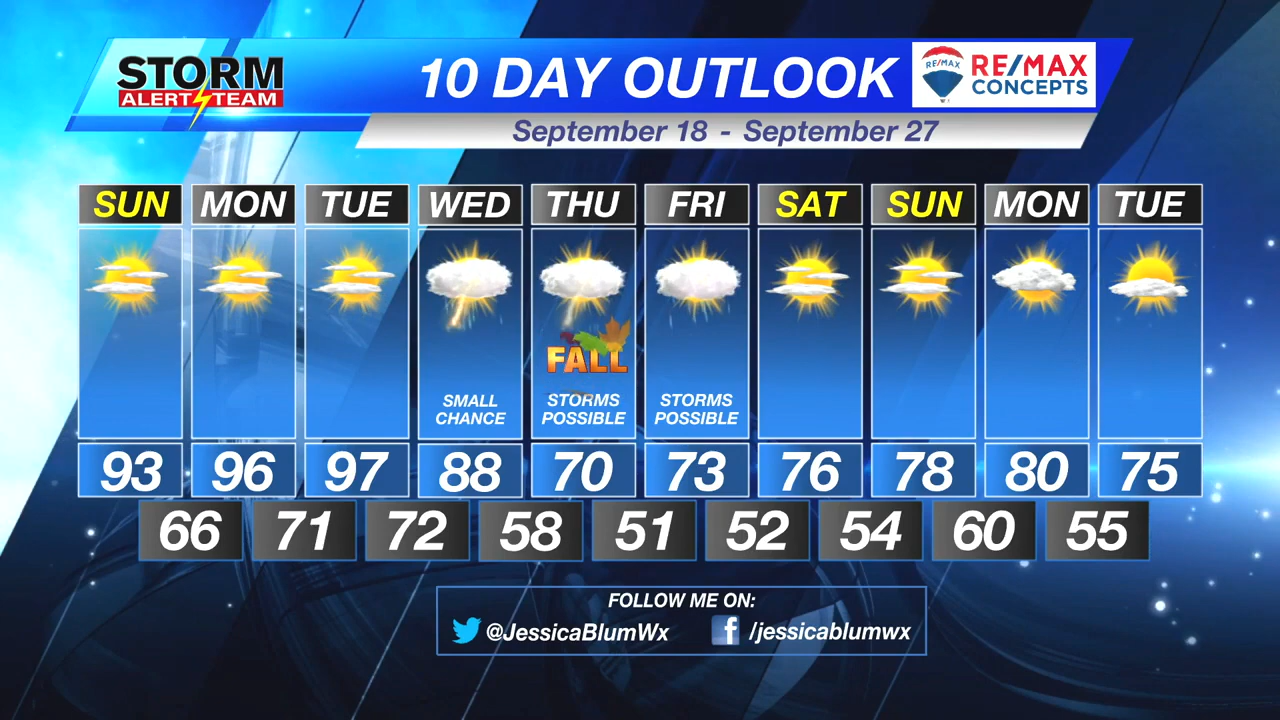 STORM
ALERT TEAM
10 DAY OUTLOOK
RE/MAX
RE/MAX
CONCEPTS
September 18 - September 27
SUN MON TUE WED THU FRI SAT SUN MON TUE
FALL
SMALL
CHANCE
STORMS
POSSIBLE
STORMS
POSSIBLE
93 96 97 88 70 73 76 78 80 75
66 71 72 58 51 52 54 60 55
FOLLOW ME ON:
@JessicaBlumWx /jessicablumwx